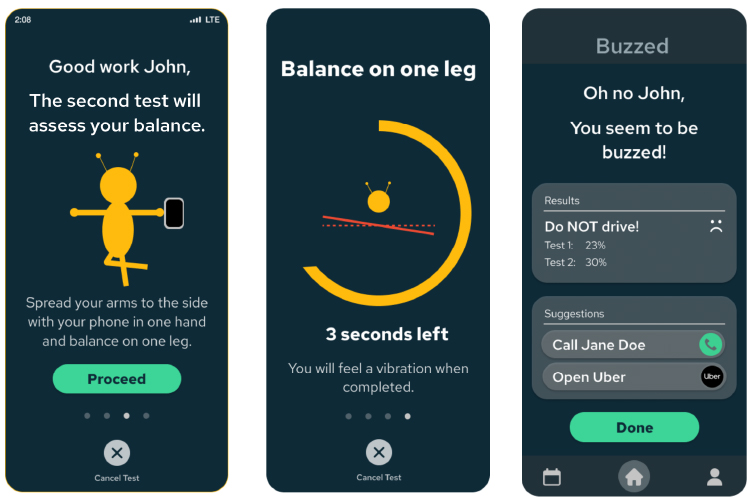 2:08
LTE
Good work John,
The second test will
assess your balance.
Spread your arms to the side
with your phone in one hand
and balance on one leg.
Proceed
Cancel Test
Balance on one leg
3 seconds left
You will feel a vibration when
completed.
Cancel Test
Buzzed
Oh no John,
You seem to be
buzzed!
Results
Do NOT drive!
Test 1: 23%
Test 2: 30%
Suggestions
Call Jane Doe
Open Uber
Uber
Done